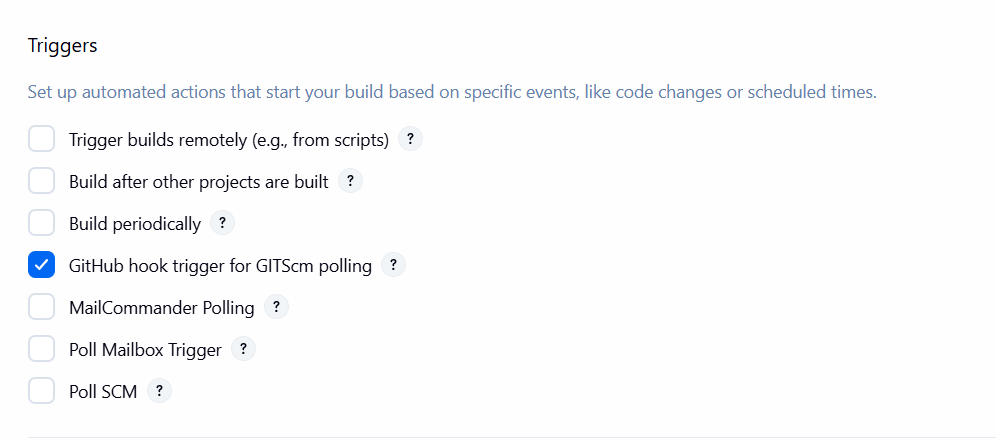 Triggers
Set up automated actions that start your build based on specific events, like code changes or scheduled times.
Trigger builds remotely (e.g., from scripts) ?
Build after other projects are built ?
Build periodically ?
GitHub hook trigger for GITScm polling ?
MailCommander Polling ?
Poll Mailbox Trigger ?
Poll SCM ?